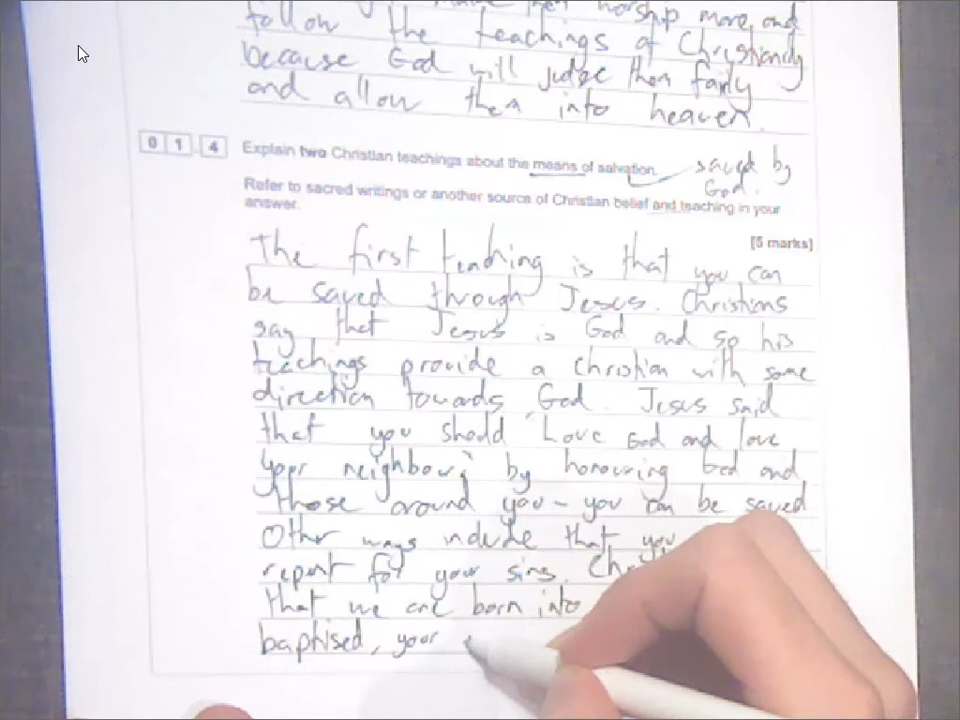 worship more, and
follow the teachings of Christianity
because God will judge them fairly
and allow them into heaven.
0 1 . 4 Explain two Christian teachings about the means of salvation. saved by
God.
Refer to sacred writings or another source of Christian belief and teaching in your
answer.
[5 marks]
The first teaching is that you can
be saved through Jesus. Christians
say that Jesus is God and so his
teachings provide a christian with some
direction towards God. Jesus said
that you should 'Love God and love
your neighbour', by honouring God and
those around you - you can be saved
Other ways include that you
repent for your sins.
that we are born into
baptised, your